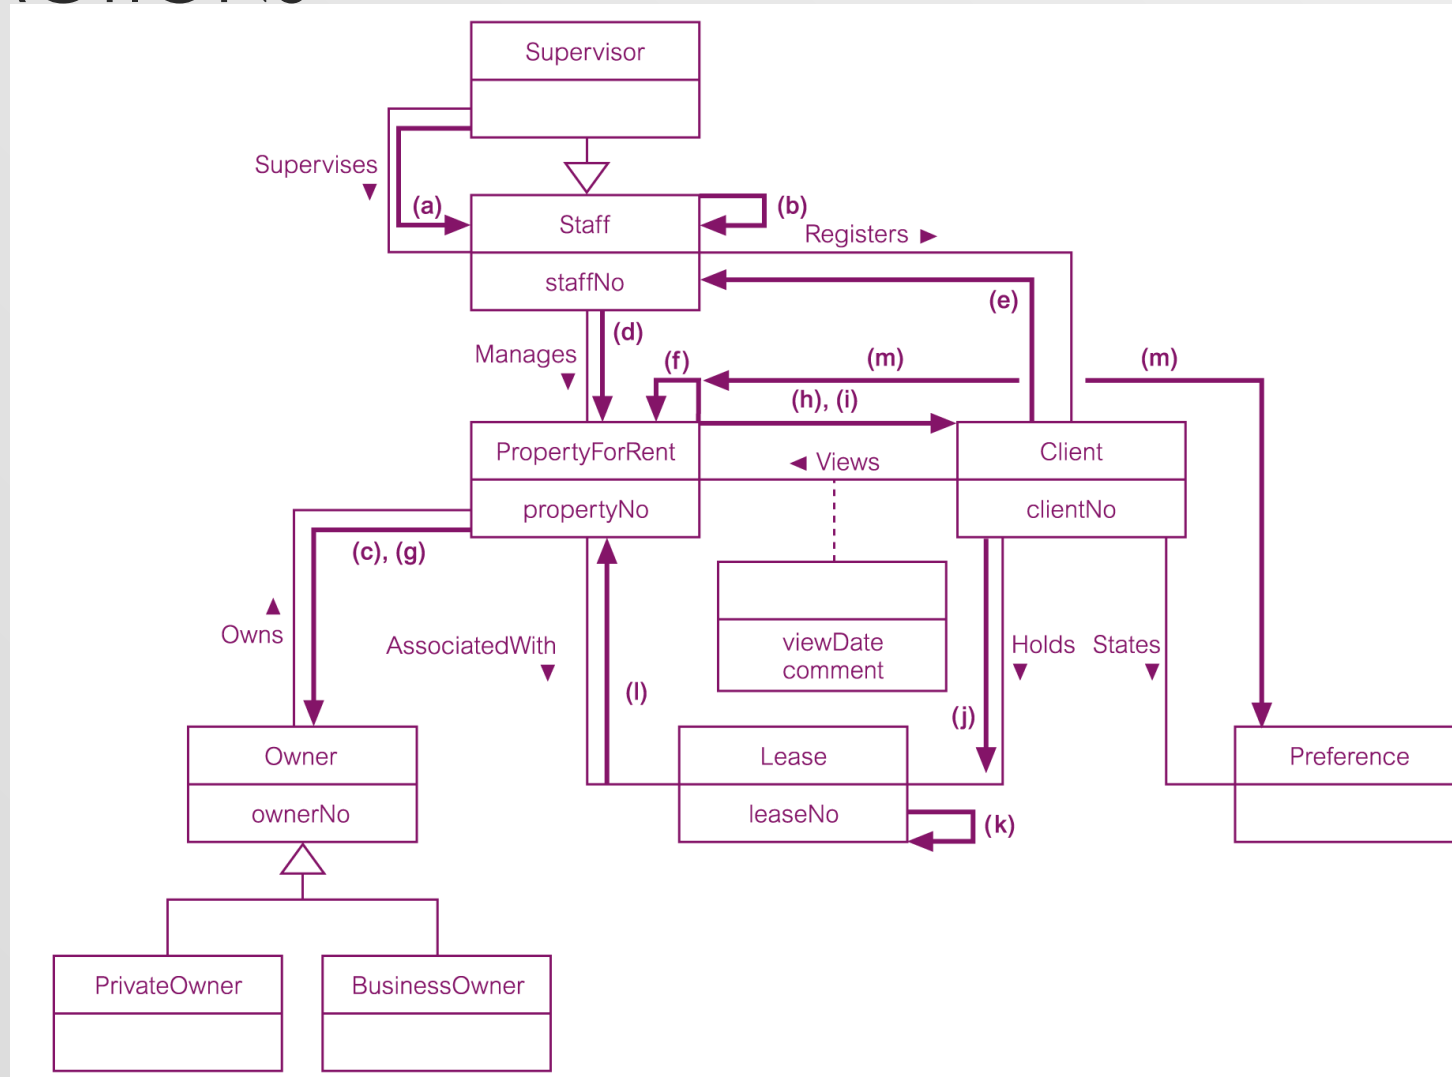 Supervisor
Supervises
(a)
(b)
Staff
Registers
staffNo
(e)
(d)
Manages
(f)
(m)
(m)
(h), (i)
PropertyForRent
Views
Client
propertyNo
clientNo
(c), (g)
Owns
AssociatedWith
viewDate
comment
Holds
States
(l)
(j)
Owner
Lease
Preference
ownerNo
leaseNo
(k)
PrivateOwner
BusinessOwner